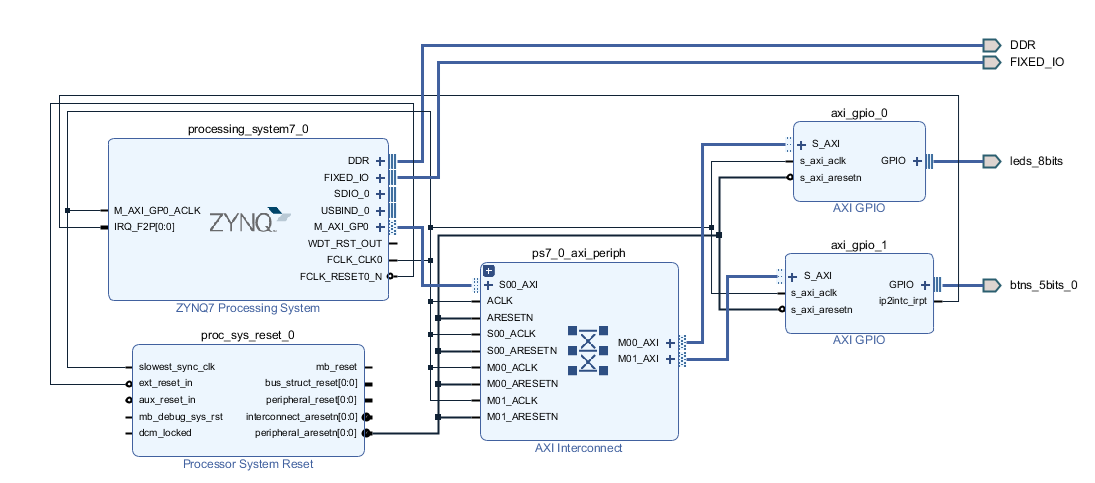 DDR
FIXED_IO
processing_system7_0
DDR
FIXED_IO
SDIO_0
USBIND_0
M_AXI_GP0_ACLK
M_AXI_GP0
IRQ_F2P[0:0]
ZYNQ
WDT_RST_OUT
FCLK_CLK0
FCLK_RESET0_N
ZYNQ7 Processing System
axi_gpio_0
S_AXI
s_axi_aclk
s_axi_aresetn
GPIO
AXI GPIO
leds_8bits
axi_gpio_1
S_AXI
s_axi_aclk
s_axi_aresetn
GPIO
ip2intc_irpt
AXI GPIO
btns_5bits_0
ps7_0_axi_periph
S00_AXI
ACLK
ARESETN
S00_ACLK
S00_ARESETN
M00_ACLK
M00_ARESETN
M01_ACLK
M01_ARESETN
M00_AXI
M01_AXI
AXI Interconnect
proc_sys_reset_0
slowest_sync_clk
ext_reset_in
aux_reset_in
mb_debug_sys_rst
dcm_locked
mb_reset
bus_struct_reset[0:0]
peripheral_reset[0:0]
interconnect_aresetn[0:0]
peripheral_aresetn[0:0]
Processor System Reset